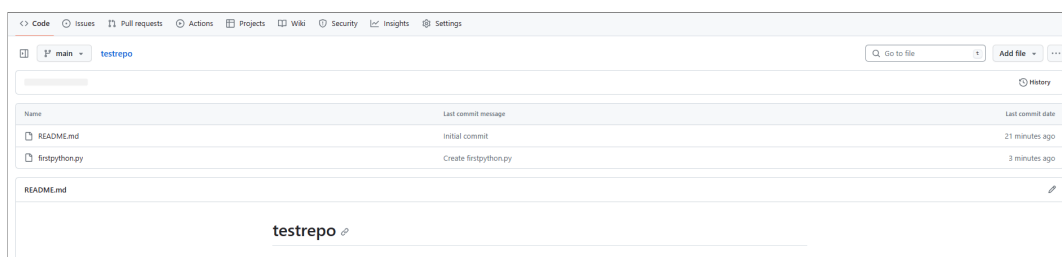 <> Code Issues Pull requests Actions Projects Wiki Security Insights Settings
main testrepo Go to file t Add file ...
History
Name Last commit message Last commit date
README.md Initial commit 21 minutes ago
firstpython.py Create firstpython.py 3 minutes ago
README.md
testrepo